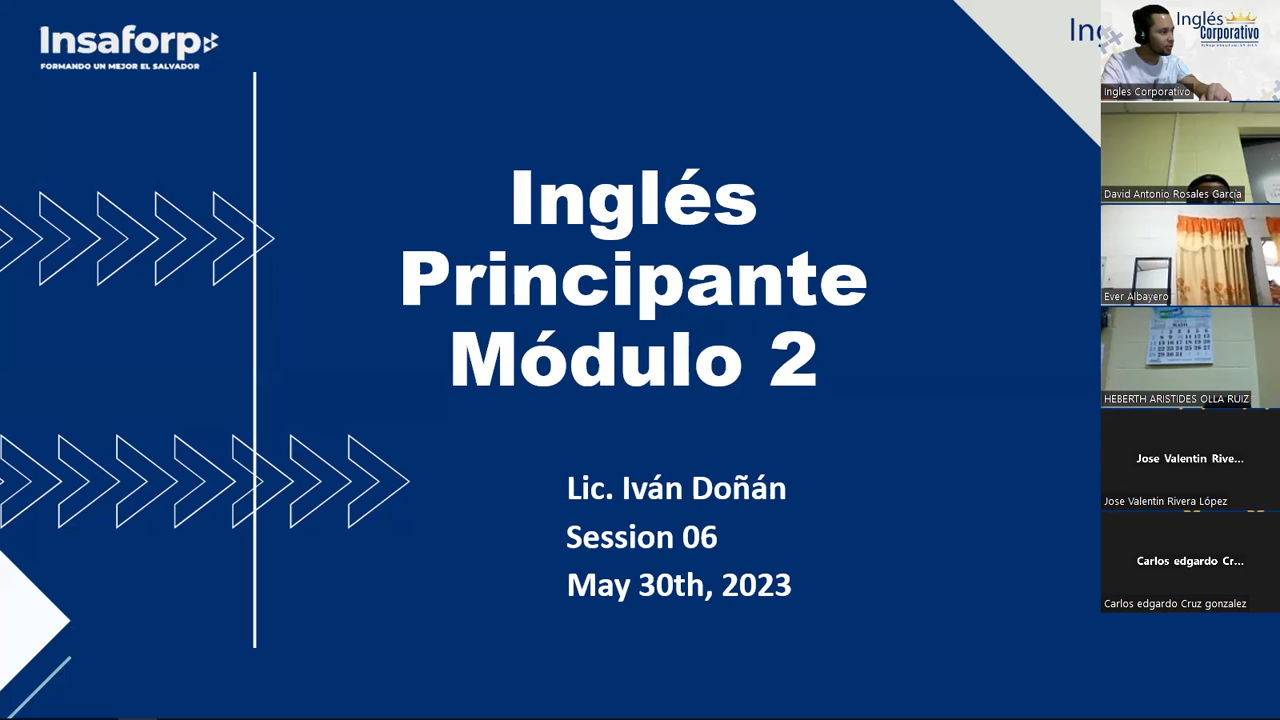 Insaforp
FORMANDO UN MEJOR EL SALVADOR
Inglés
Principante
Módulo 2
Lic. Iván Doñán
Session 06
May 30th, 2023
Inglés
Corporativo
Ingles Corporativo
David Antonio Rosales García
Ever Albayero
MAYO
HEBERTH ARISTIDES OLLA RUIZ
Jose Valentin Rive...
Jose Valentin Rivera López
Carlos edgardo Cr...
Carlos edgardo Cruz gonzalez